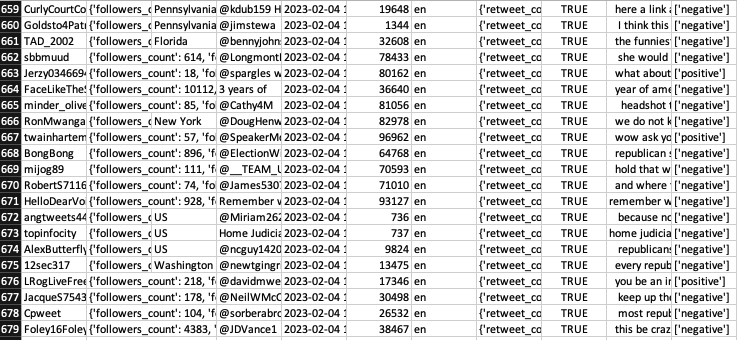 659 CurlyCourtCo {'followers_c Pennsylvania @kdub159 H 2023-02-04 1 19648 en {'retweet_co TRUE here a link a ['negative']
660 Goldsto4Patr {'followers_c Pennsylvania @jimstewa 2023-02-04 1 1344 en {'retweet_co TRUE I think this ['negative']
661 TAD_2002 {'followers_c Florida @bennyjohn 2023-02-04 1 32608 en {'retweet_co TRUE the funnies ['negative']
662 sbbmuud {'followers_count': 614, 'fo @Longmontl 2023-02-04 1 78433 en {'retweet_co TRUE she would ['negative']
663 Jerzy0346694 {'followers_count': 18, 'fo @spargles w 2023-02-04 1 80162 en {'retweet_co TRUE what about ['positive']
664 FaceLikeTheS {'followers_count': 10112, 3 years of 2023-02-04 1 36640 en {'retweet_co TRUE year of ame ['negative']
665 minder_olive {'followers_count': 85, 'fo @Cathy4M 2023-02-04 1 81056 en {'retweet_co TRUE headshot t ['negative']
666 RonMwanga {'followers_c New York @DougHenw 2023-02-04 1 82978 en {'retweet_co TRUE we do not k ['negative']
667 twainhartem {'followers_count': 57, 'fo @SpeakerMc 2023-02-04 1 96962 en {'retweet_co TRUE wow ask yo ['positive']
668 BongBong {'followers_count': 896, 'f @ElectionW 2023-02-04 1 64768 en {'retweet_co TRUE republican s ['negative']
669 mijog89 {'followers_count': 111, 'f @__TEAM_U 2023-02-04 1 70593 en {'retweet_co TRUE hold that w ['negative']
670 RobertS7116 {'followers_count': 74, 'fo @James5307 2023-02-04 1 71010 en {'retweet_co TRUE and where ['negative']
671 HelloDearVo {'followers_count': 928, 'f Remember w 2023-02-04 1 93127 en {'retweet_co TRUE remember w ['negative']
672 angtweets44 {'followers_c US @Miriam262 2023-02-04 1 736 en {'retweet_co TRUE because no ['negative']
673 topinfocity {'followers_c US Home Judicia 2023-02-04 1 737 en {'retweet_co TRUE home judicia ['negative']
674 AlexButterfly {'followers_c US @ncguy1420 2023-02-04 1 9824 en {'retweet_co TRUE republicans ['negative']
675 12sec317 {'followers_c Washington @newtgingr 2023-02-04 1 13475 en {'retweet_co TRUE every repub ['negative']
676 LRogLiveFree {'followers_count': 218, 'f @davidmwe 2023-02-04 1 17346 en {'retweet_co TRUE you be an i ['positive']
677 JacqueS7543 {'followers_count': 178, 'f @NeilWMcC 2023-02-04 1 30498 en {'retweet_co TRUE keep up the ['negative']
678 Cpweet {'followers_count': 104, 'f @sorberabro 2023-02-04 1 26532 en {'retweet_co TRUE most repul ['negative']
679 Foley16Foley {'followers_count': 4383, ' @JDVance1 2023-02-04 1 38467 en {'retweet_co TRUE this be craz ['negative']